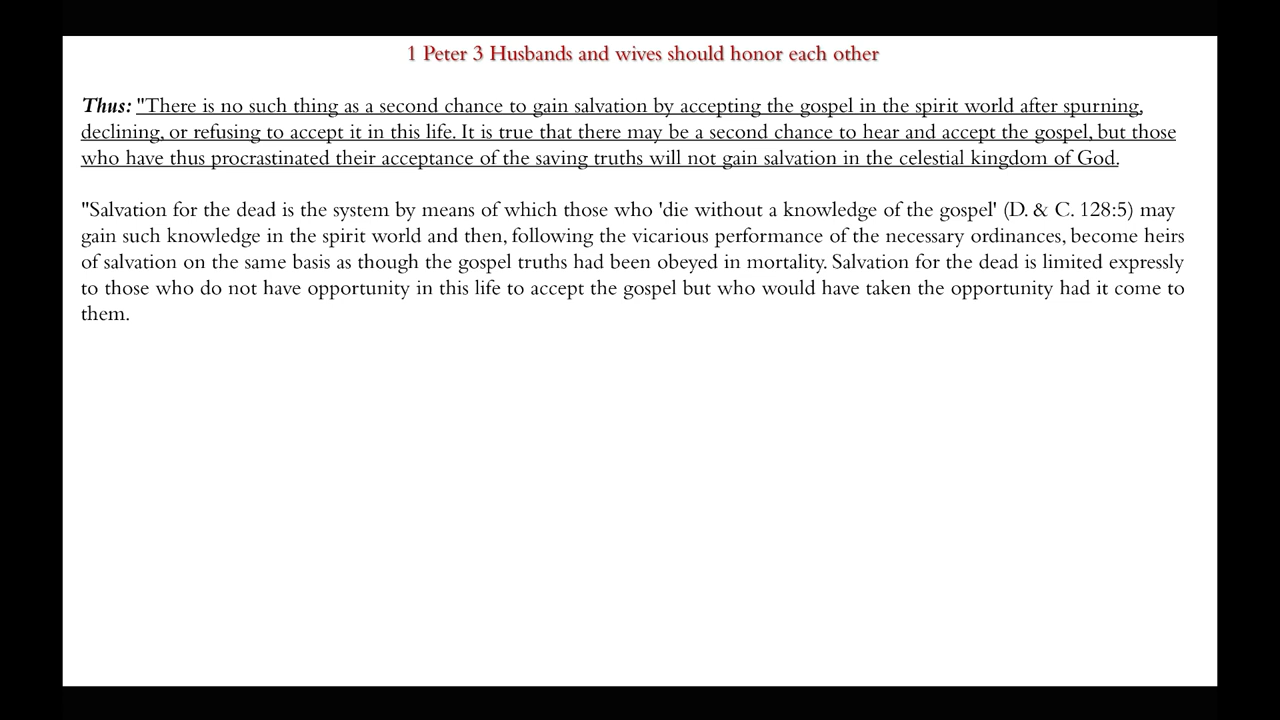 1 Peter 3 Husbands and wives should honor each other
Thus: "There is no such thing as a second chance to gain salvation by accepting the gospel in the spirit world after spurning,
declining, or refusing to accept it in this life. It is true that there may be a second chance to hear and accept the gospel, but those
who have thus procrastinated their acceptance of the saving truths will not gain salvation in the celestial kingdom of God.
"Salvation for the dead is the system by means of which those who 'die without a knowledge of the gospel' (D. & C. 128:5) may
gain such knowledge in the spirit world and then, following the vicarious performance of the necessary ordinances, become heirs
of salvation on the same basis as though the gospel truths had been obeyed in mortality. Salvation for the dead is limited expressly
to those who do not have opportunity in this life to accept the gospel but who would have taken the opportunity had it come to
them.